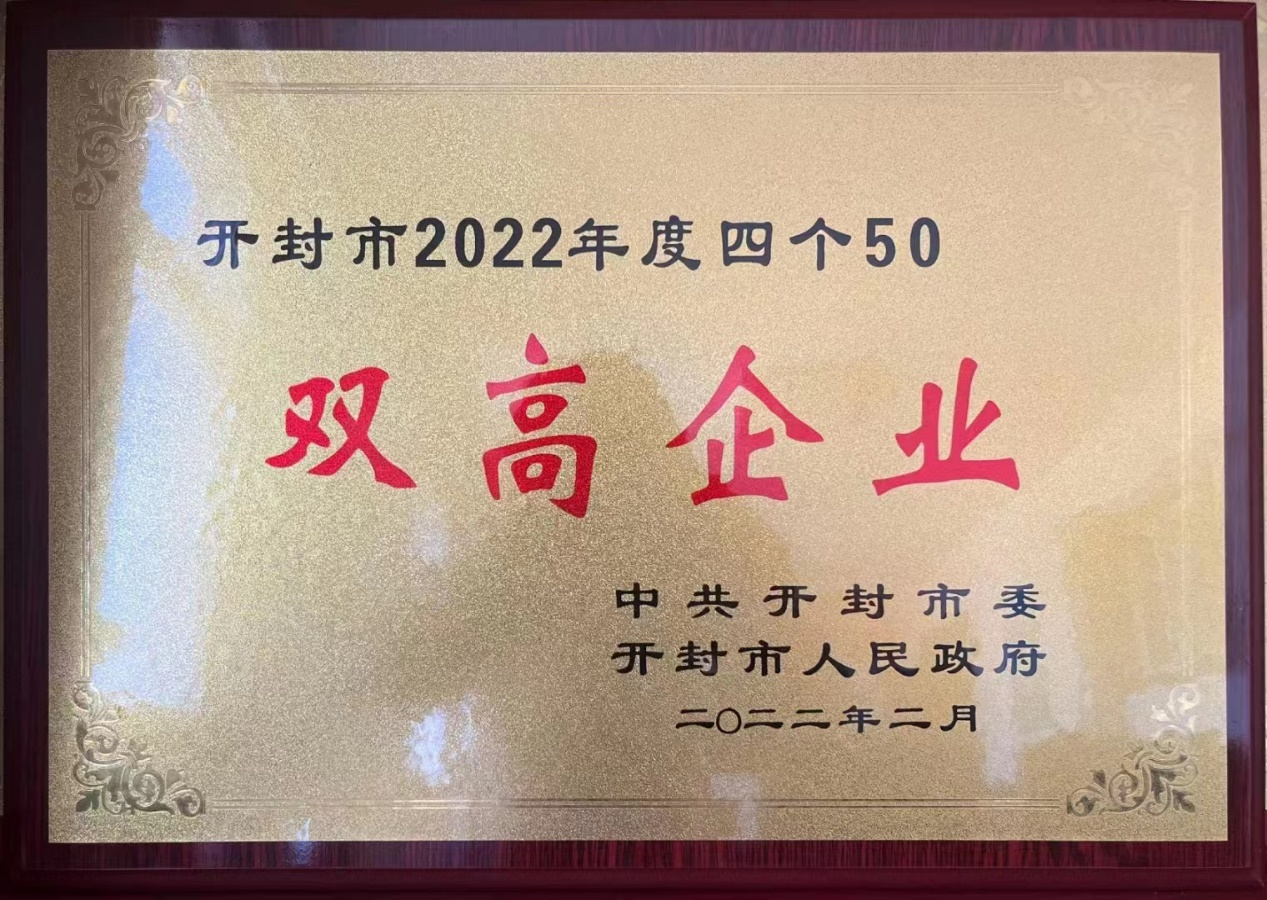 开封市2022年度四个50
双高企业
中共开封市委
开封市人民政府
二〇二二年二月